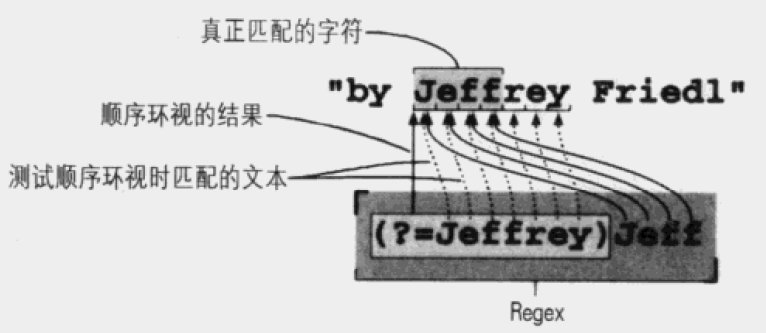 真正匹配的字符
"by Jeffrey Friedl"
顺序环视的结果
测试顺序环视时匹配的文本
(?=Jeffrey)Jeff
Regex